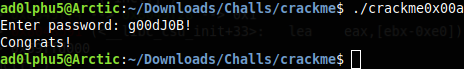 ad0lphu5@Arctic:~/Downloads/Challs/crackme$ ./crackme0x00a
Enter password: g00dJ0B!
Congrats!
ad0lphu5@Arctic:~/Downloads/Challs/crackme$